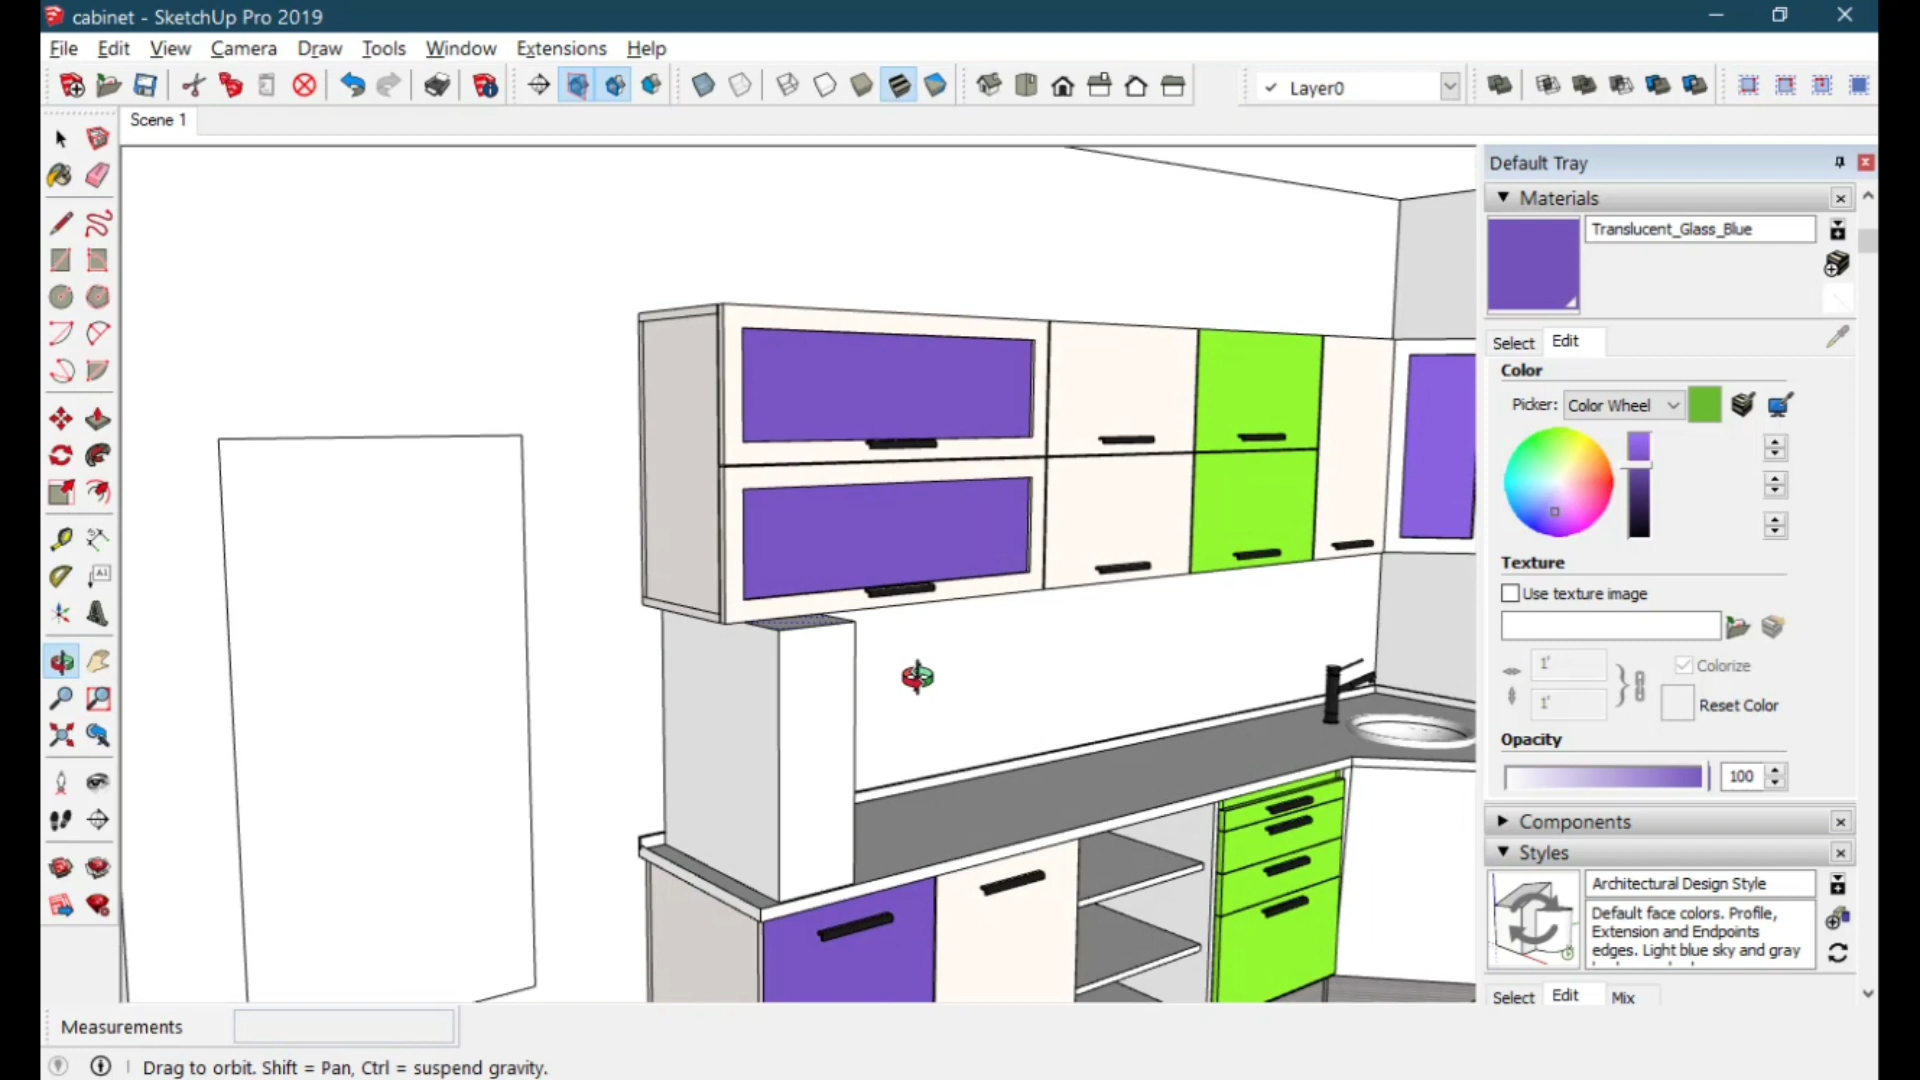 cabinet - SketchUp Pro 2019
File Edit View Camera Draw Tools Window Extensions Help
Layer0
Scene 1
Default Tray
Materials
Translucent_Glass_Blue
Select Edit
Color
Picker: Color Wheel
Texture
Use texture image
1'
Colorize
1'
Reset Color
Opacity
100
Components
Styles
Architectural Design Style
Default face colors. Profile,
Extension and Endpoints
edges. Light blue sky and gray
Select Edit Mix
Measurements
Drag to orbit. Shift = Pan, Ctrl = suspend gravity.